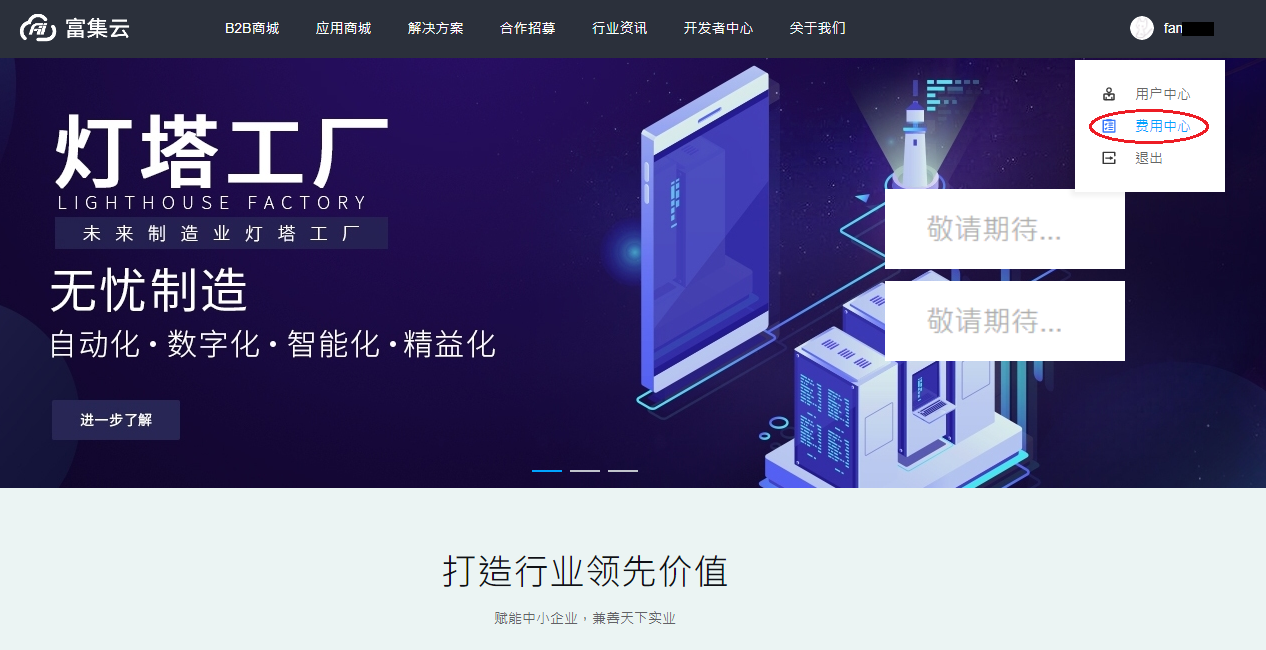 富集云
B2B商城 应用商城 解决方案 合作招募 行业资讯 开发者中心 关于我们
fan
用户中心
费用中心
退出
灯塔工厂
LIGHTHOUSE FACTORY
未来制造业灯塔工厂
无忧制造
自动化·数字化·智能化·精益化
进一步了解
敬请期待...
敬请期待...
打造行业领先价值
赋能中小企业，兼善天下实业